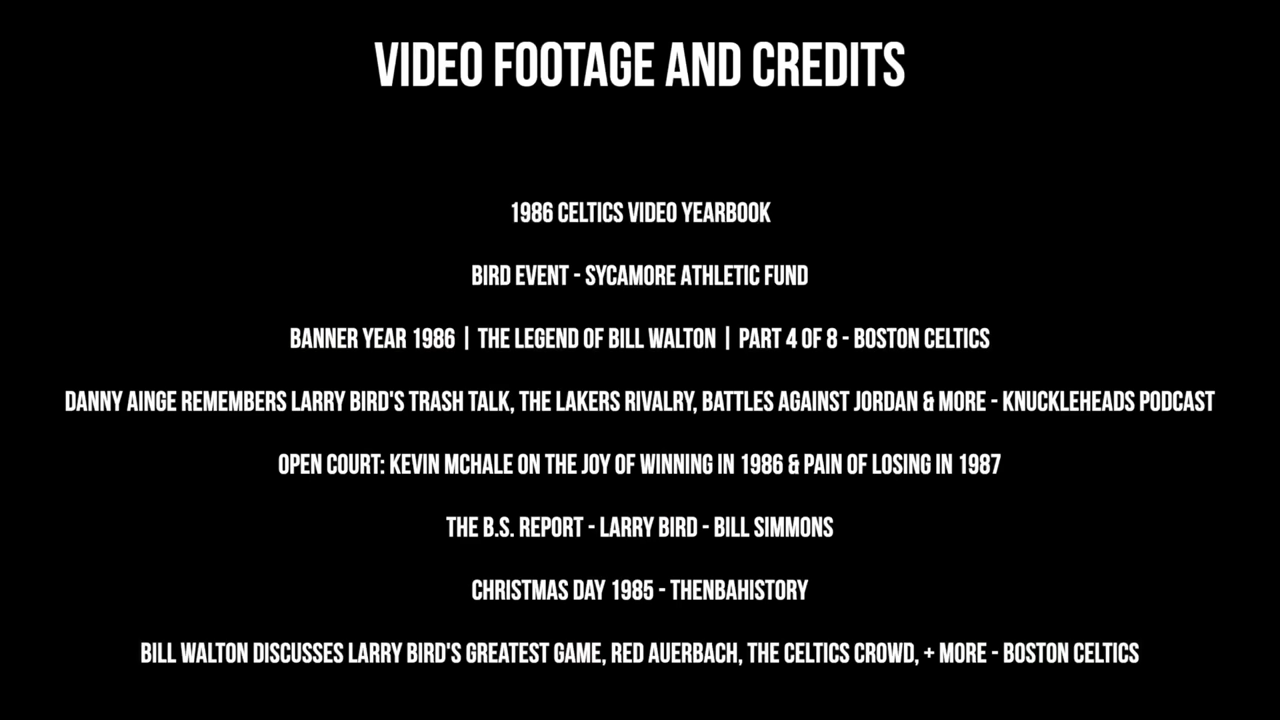 VIDEO FOOTAGE AND CREDITS
1986 CELTICS VIDEO YEARBOOK
BIRD EVENT - SYCAMORE ATHLETIC FUND
BANNER YEAR 1986 | THE LEGEND OF BILL WALTON | PART 4 OF 8 - BOSTON CELTICS
DANNY AINGE REMEMBERS LARRY BIRD'S TRASH TALK, THE LAKERS RIVALRY, BATTLES AGAINST JORDAN & MORE - KNUCKLEHEADS PODCAST
OPEN COURT: KEVIN MCHALE ON THE JOY OF WINNING IN 1986 & PAIN OF LOSING IN 1987
THE B.S. REPORT - LARRY BIRD - BILL SIMMONS
CHRISTMAS DAY 1985 - THENBAHISTORY
BILL WALTON DISCUSSES LARRY BIRD'S GREATEST GAME, RED AUERBACH, THE CELTICS CROWD, + MORE - BOSTON CELTICS